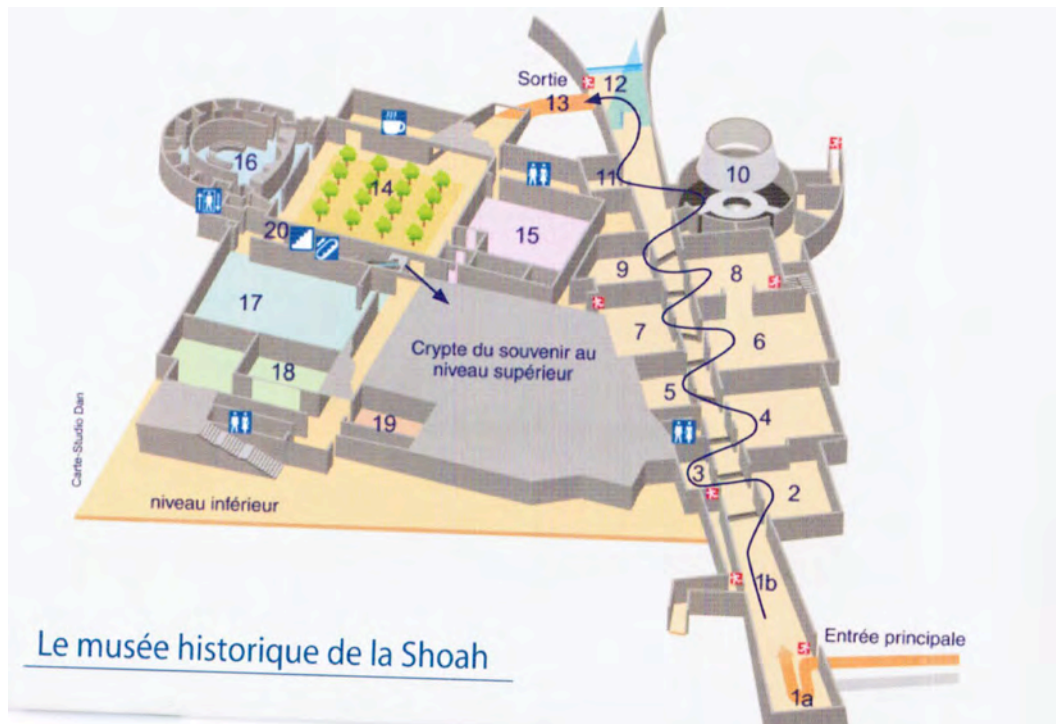 Sortie
12
13
16
14
10
11
20
15
9
8
17
7
6
Crypte du souvenir au
niveau supérieur
18
5
4
19
Carte-Studio Dan
3
2
niveau inférieur
1b
Le musée historique de la Shoah
Entrée principale
1a